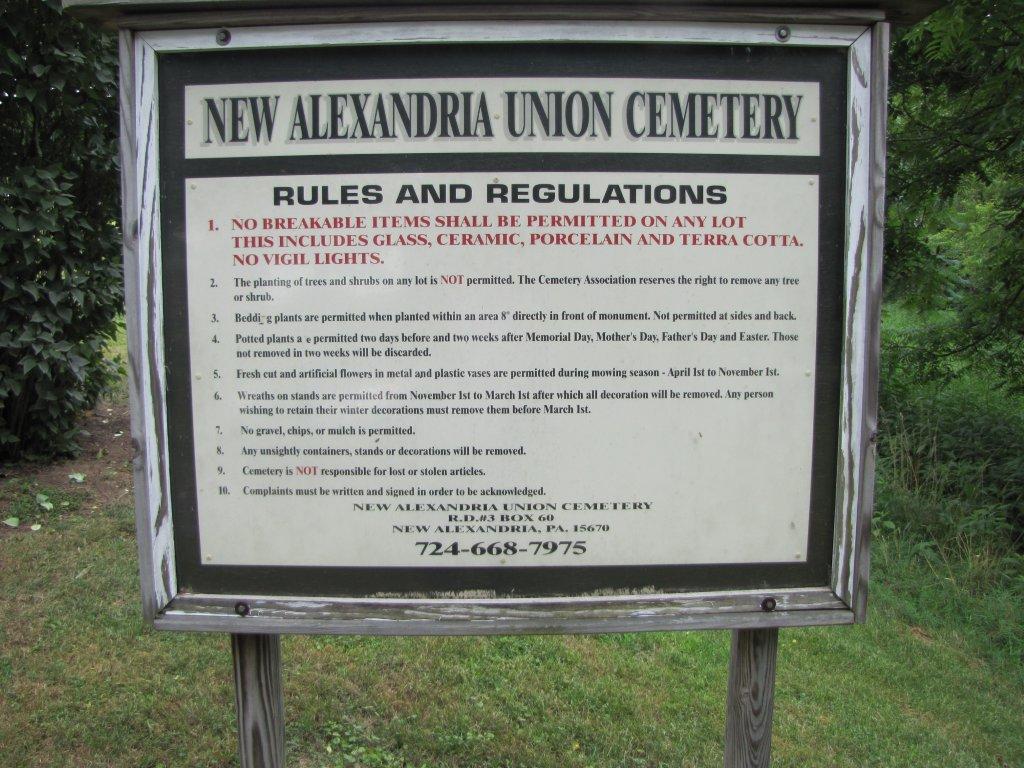 NEW ALEXANDRIA UNION CEMETERY
RULES AND REGULATIONS
1. NO BREAKABLE ITEMS SHALL BE PERMITTED ON ANY LOT
THIS INCLUDES GLASS, CERAMIC, PORCELAIN AND TERRA COTTA.
NO VIGIL LIGHTS.
2. The planting of trees and shrubs on any lot is NOT permitted. The Cemetery Association reserves the right to remove any tree
or shrub.
3. Bedding plants are permitted when planted within an area 8" directly in front of monument. Not permitted at sides and back.
4. Potted plants a e permitted two days before and two weeks after Memorial Day, Mother's Day, Father's Day and Easter. Those
not removed in two weeks will be discarded.
5. Fresh cut and artificial flowers in metal and plastic vases are permitted during mowing season - April 1st to November 1st.
6. Wreaths on stands are permitted from November 1st to March 1st after which all decoration will be removed. Any person
wishing to retain their winter decorations must remove them before March 1st.
7. No gravel, chips, or mulch is permitted.
8. Any unsightly containers, stands or decorations will be removed.
9. Cemetery is NOT responsible for lost or stolen articles.
10. Complaints must be written and signed in order to be acknowledged.
NEW ALEXANDRIA UNION CEMETERY
R.D.#3 BOX 60
NEW ALEXANDRIA, PA. 15670
724-668-7975